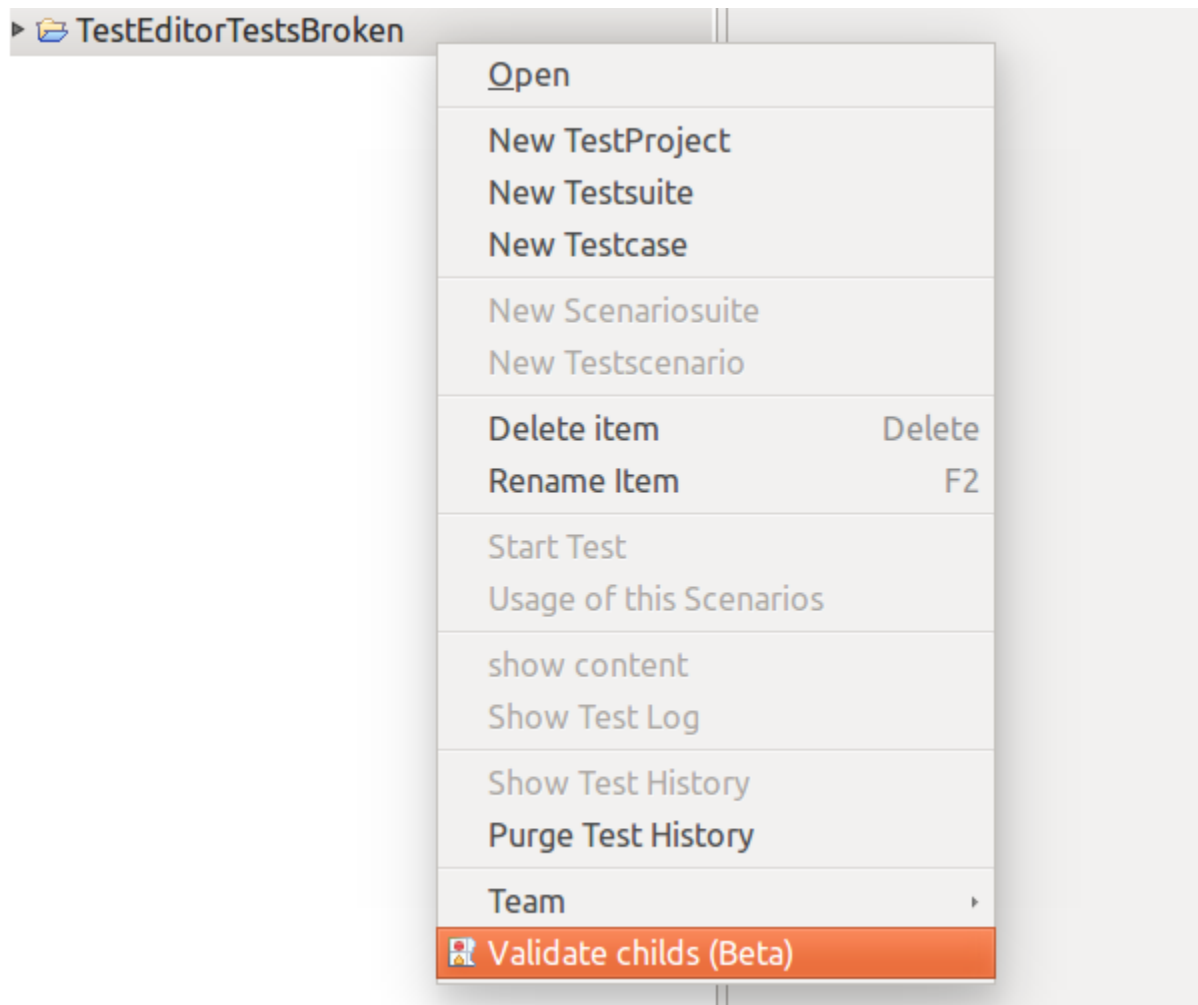 TestEditorTestsBroken
Open
New TestProject
New Testsuite
New Testcase
New Scenariosuite
New Testscenario
Delete item Delete
Rename Item F2
Start Test
Usage of this Scenarios
show content
Show Test Log
Show Test History
Purge Test History
Team
Validate childs (Beta)